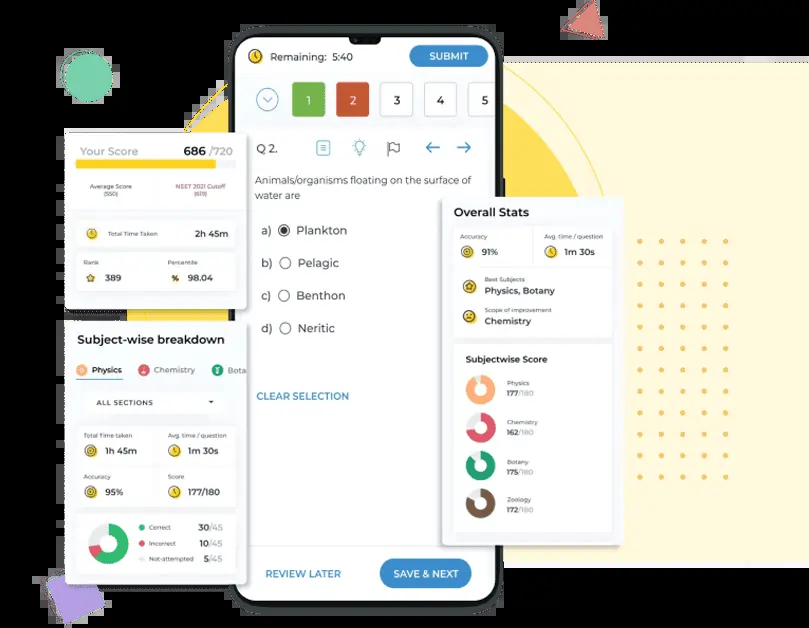 Remaining: 5:40
SUBMIT
1 2 3 4 5
Q 2.
Animals/organisms floating on the surface of
water are
a) Plankton
b) Pelagic
c) Benthon
d) Neritic
CLEAR SELECTION
REVIEW LATER
SAVE & NEXT
Your Score 686 /720
Average Score
(550)
NEET 2021 Cutoff
(619)
Total Time Taken 2h 45m
Rank
389
Percentile
98.04
Subject-wise breakdown
Physics Chemistry Bota
ALL SECTIONS
Total Time taken
1h 45m
Avg. time / question
1m 30s
Accuracy
95%
Score
177/180
Correct 30/45
Incorrect 10/45
Not-attempted 5/45
Overall Stats
Accuracy
91%
Avg. time / question
1m 30s
Best Subjects
Physics, Botany
Scope of improvement
Chemistry
Subjectwise Score
Physics
177/180
Chemistry
162/180
Botany
175/180
Zoology
172/180